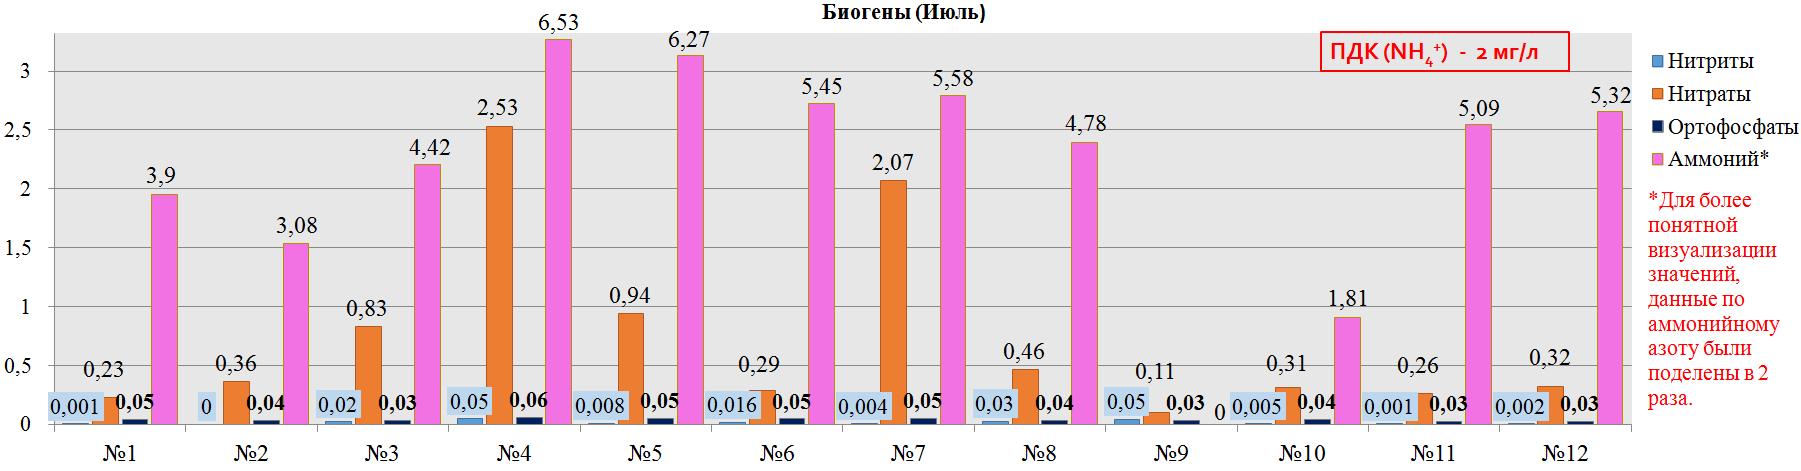 Биогены (Июль)
ПДК (NH₄⁺) - 2 мг/л
3
2,5
2
1,5
1
0,5
0
0,001 0,23 0,05 3,9
0 0,36 0,04 3,08
0,02 0,83 0,03 4,42
0,05 2,53 0,06 6,53
0,008 0,94 0,05 6,27
0,016 0,29 0,05 5,45
0,004 2,07 0,05 5,58
0,03 0,46 0,04 4,78
0,05 0,11 0,03 0
0,005 0,31 0,04 1,81
0,001 0,26 0,03 5,09
0,002 0,32 0,03 5,32
№1 №2 №3 №4 №5 №6 №7 №8 №9 №10 №11 №12
Нитриты
Нитраты
Ортофосфаты
Аммоний*
*Для более
понятной
визуализации
значений,
данные по
аммонийному
азоту были
поделены в 2
раза.